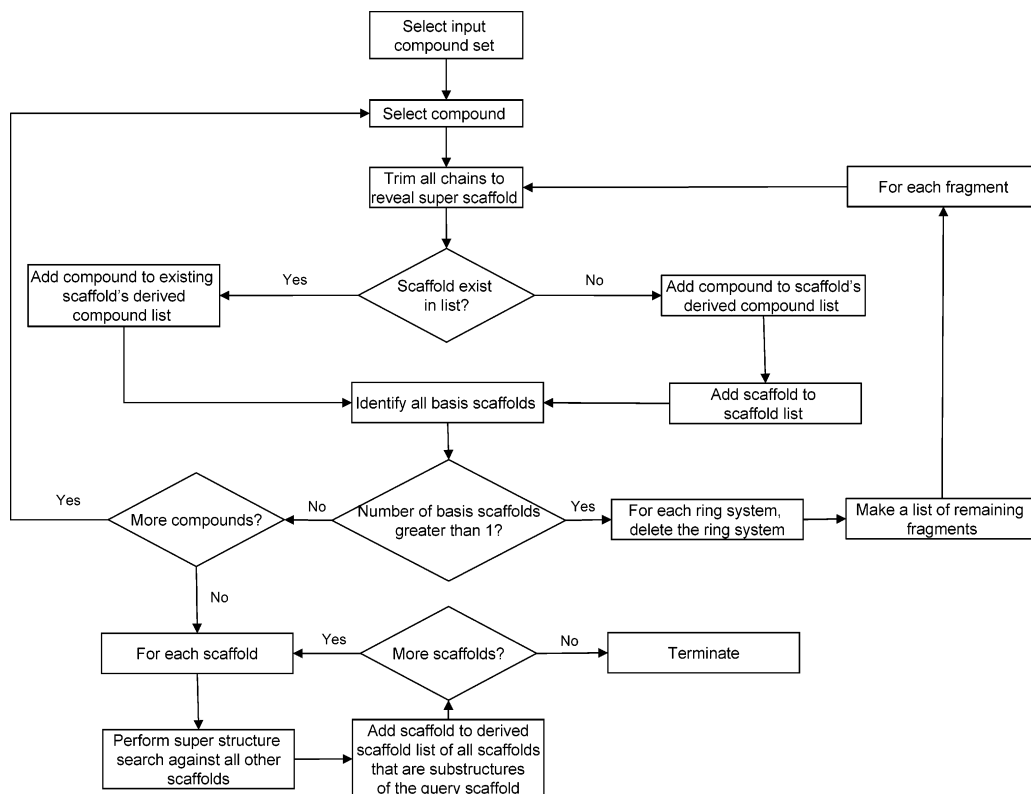 Select input
compound set
Select compound
Trim all chains to
reveal super scaffold
For each fragment
Scaffold exist
in list?
Yes
No
Add compound to existing
scaffold's derived
compound list
Add compound to scaffold's
derived compound list
Identify all basis scaffolds
Add scaffold to
scaffold list
Yes
More compounds?
No
Number of basis scaffolds
greater than 1?
Yes
For each ring system,
delete the ring system
Make a list of remaining
fragments
No
For each scaffold
Yes
More scaffolds?
No
Terminate
Perform super structure
search against all other
scaffolds
Add scaffold to derived
scaffold list of all scaffolds
that are substructures
of the query scaffold